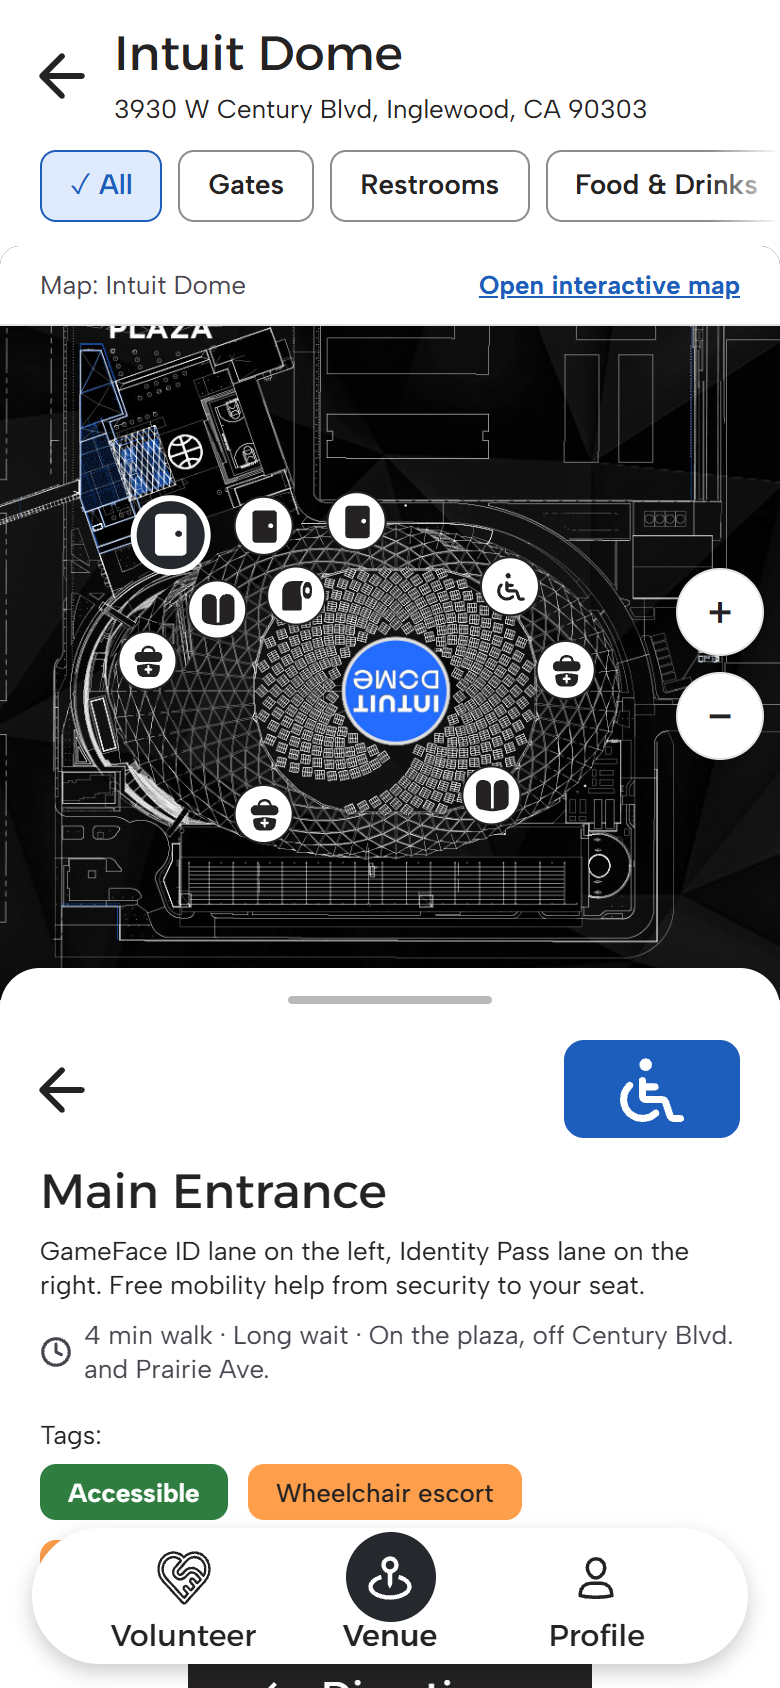 Intuit Dome
3930 W Century Blvd, Inglewood, CA 90303
✓ All
Gates
Restrooms
Food & Drinks
Map: Intuit Dome
Open interactive map
PLAZA
INTUIT
DOME
Main Entrance
GameFace ID lane on the left, Identity Pass lane on the
right. Free mobility help from security to your seat.
4 min walk · Long wait · On the plaza, off Century Blvd.
and Prairie Ave.
Tags:
Accessible
Wheelchair escort
Volunteer
Venue
Profile